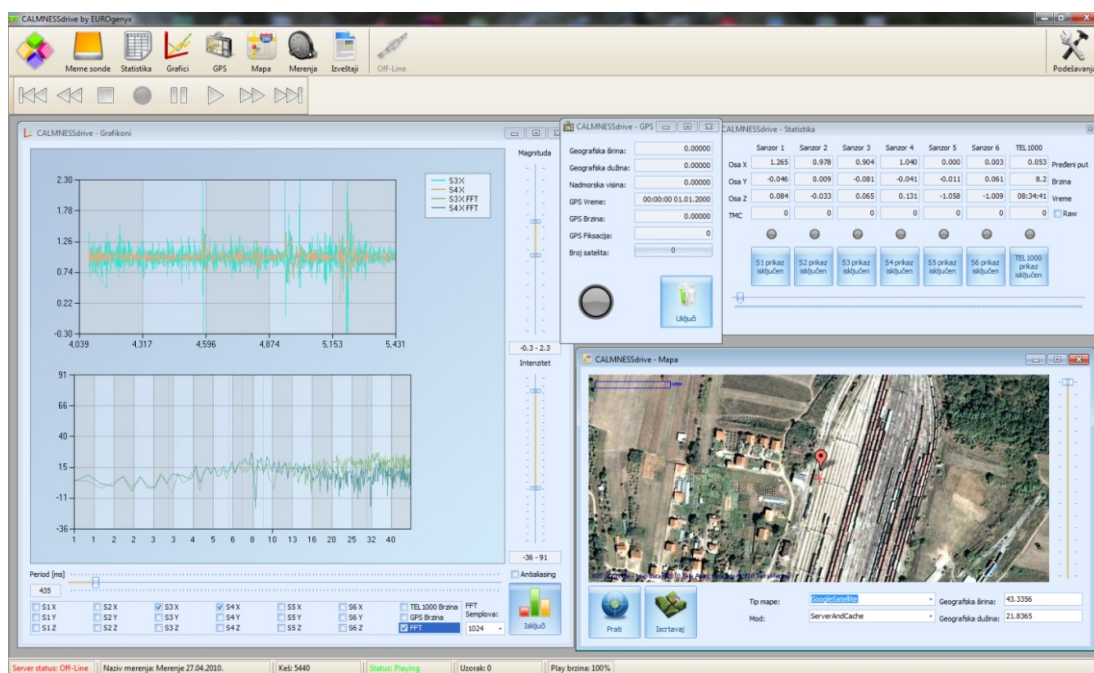 CALMNESSdrive by EUROgenyx
Merne sonde
Statistika
Grafici
GPS
Mapa
Merenja
Izveštaji
Off-Line
Podešavanja
CALMNESSdrive - Grafikoni
S3X
S4X
S3X FFT
S4X FFT
2.30
1.78
1.26
0.74
0.22
-0.30
4,039 4,317 4,596 4,874 5,153 5,431
91
66
40
15
-11
-36
1 1 2 2 3 3 4 5 6 8 10 13 16 20 25 32 40
Magnituda
-0.3 - 2.3
Intenzitet
-36 - 91
Period [ms]
435
Antialiasing
S1 X S2 X S3 X S4 X S5 X S6 X TEL1000 Brzina
S1 Y S2 Y S3 Y S4 Y S5 Y S6 Y GPS Brzina
S1 Z S2 Z S3 Z S4 Z S5 Z S6 Z FFT
FFT
Semplova:
1024
Isključi
CALMNESSdrive - GPS
Geografska širina: 0.00000
Geografska dužina: 0.00000
Nadmorska visina: 0.00000
GPS Vreme: 00:00:00 01.01.2000
GPS Brzina: 0.00000
GPS Fiksacija: 0
Broj satelita: 0
Uključi
CALMNESSdrive - Statistika
Sanzor 1 Sanzor 2 Sanzor 3 Sanzor 4 Sanzor 5 Sanzor 6 TEL1000
Osa X 1.265 0.978 0.904 1.040 0.000 0.003 0.053 Pređeni put
Osa Y -0.046 0.009 -0.081 -0.041 -0.011 0.061 8.2 Brzina
Osa Z 0.084 -0.033 0.065 0.131 -1.058 -1.009 08:34:41 Vreme
TMC 0 0 0 0 0 0 0 Raw
S1 prikaz isključen
S2 prikaz isključen
S3 prikaz isključen
S4 prikaz isključen
S5 prikaz isključen
S6 prikaz isključen
TEL1000 prikaz isključen
CALMNESSdrive - Mapa
Prati
Iscrtavaj
Tip mape: GoogleSatellite
Geografska širina: 43.3356
Mod: ServerAndCache
Geografska dužina: 21.8365
Server status: Off-Line
Naziv merenja: Merenje 27.04.2010.
Keš: 5440
Status: Playing
Uzorak: 0
Play brzina: 100%